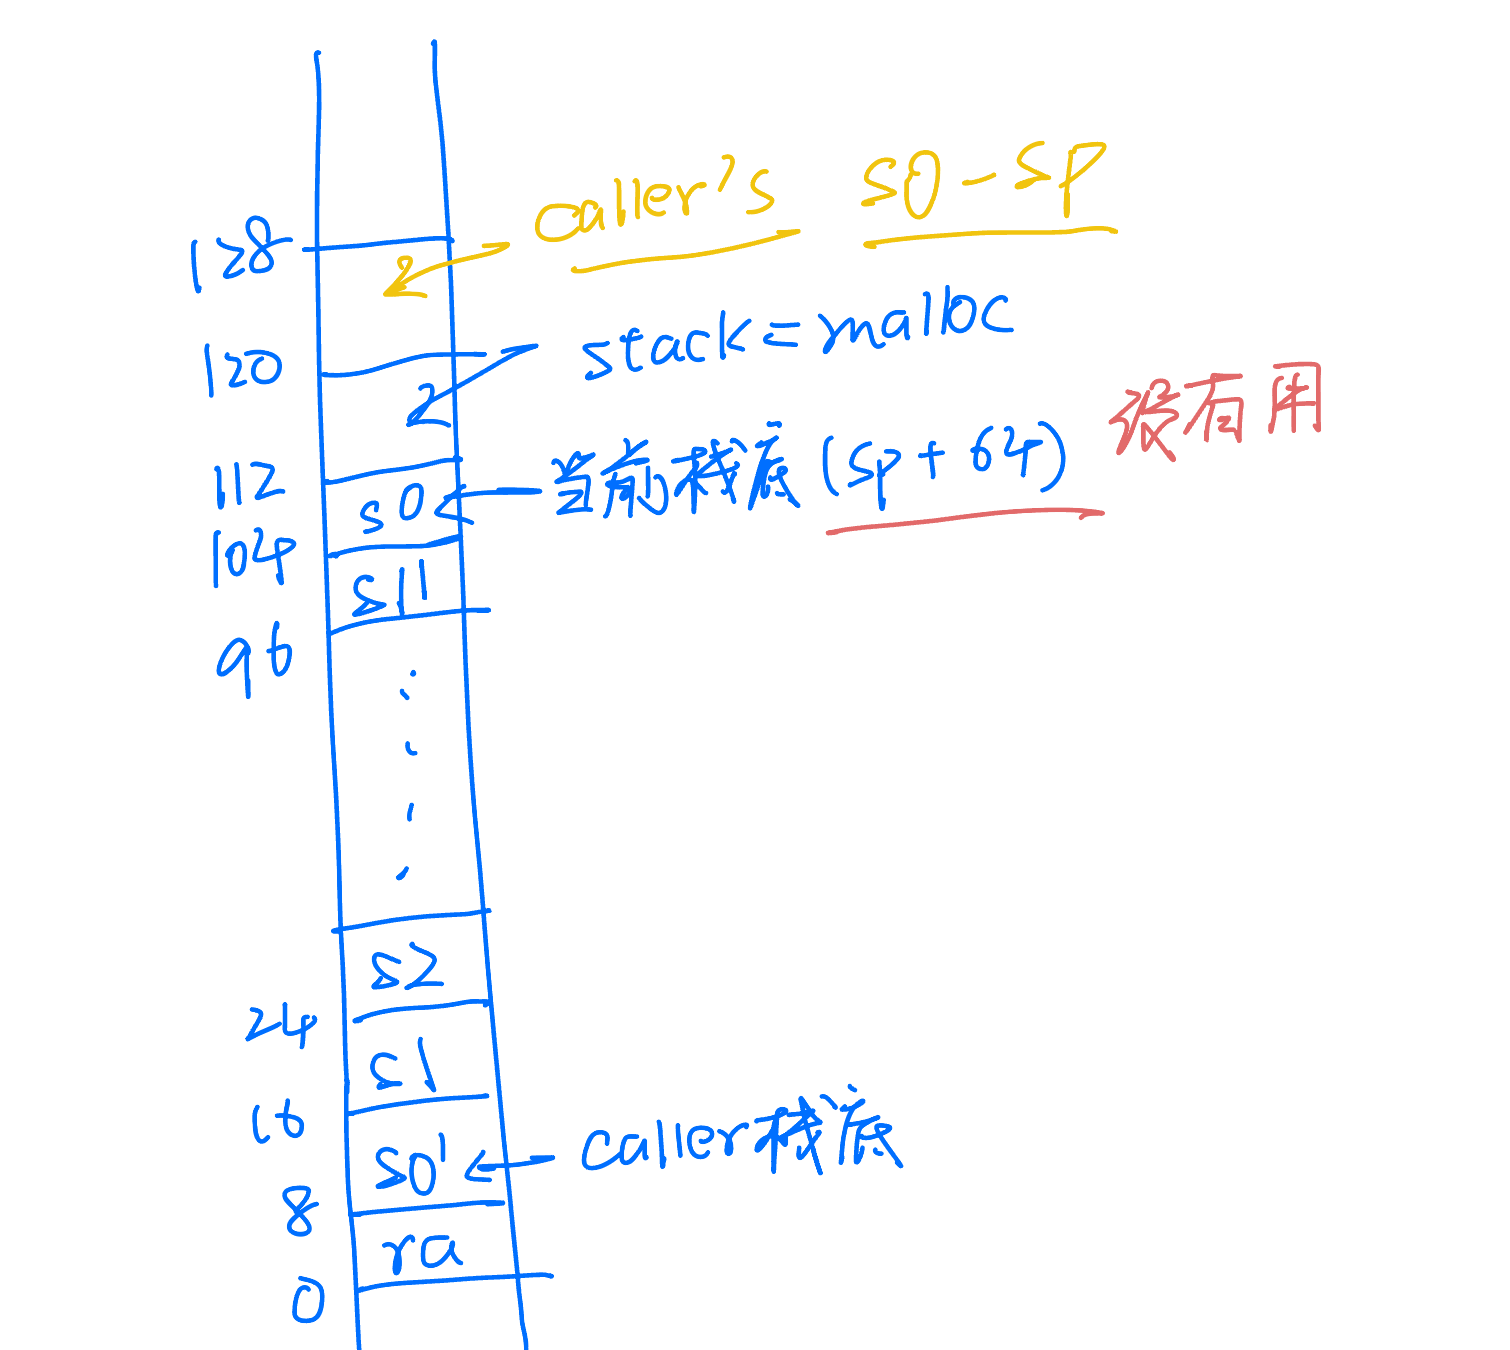 caller's s0-sp
128
2
stack=malloc
120
2
没有用
当前栈底(sp+64)
112
s0
104
s11
96
s2
24
s1
16
caller栈底
s0'
8
ra
0